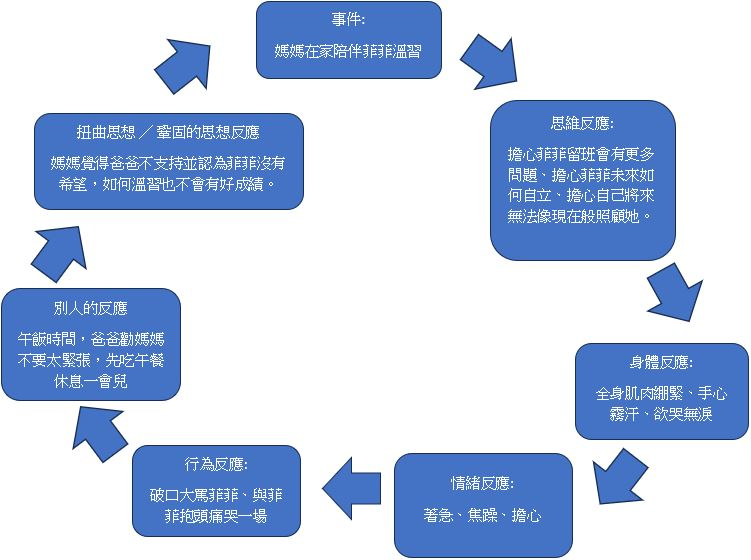 事件:
媽媽在家陪伴菲菲溫習
思維反應:
擔心菲菲留班會有更多
問題、擔心菲菲未來如
何自立、擔心自己將來
無法像現在般照顧她。
身體反應:
全身肌肉繃緊、手心
霧汗、欲哭無淚
情緒反應:
著急、焦躁、擔心
行為反應:
破口大罵菲菲、與菲
菲抱頭痛哭一場
別人的反應
午飯時間，爸爸勸媽媽
不要太緊張，先吃午餐
休息一會兒
扭曲思想 ／ 鞏固的思想反應
媽媽覺得爸爸不支持並認為菲菲沒有
希望，如何溫習也不會有好成績。